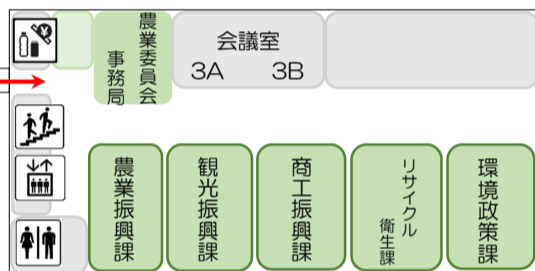 農業委員会
事務局
会議室
3A 3B
農業振興課
観光振興課
商工振興課
リサイクル
衛生課
環境政策課